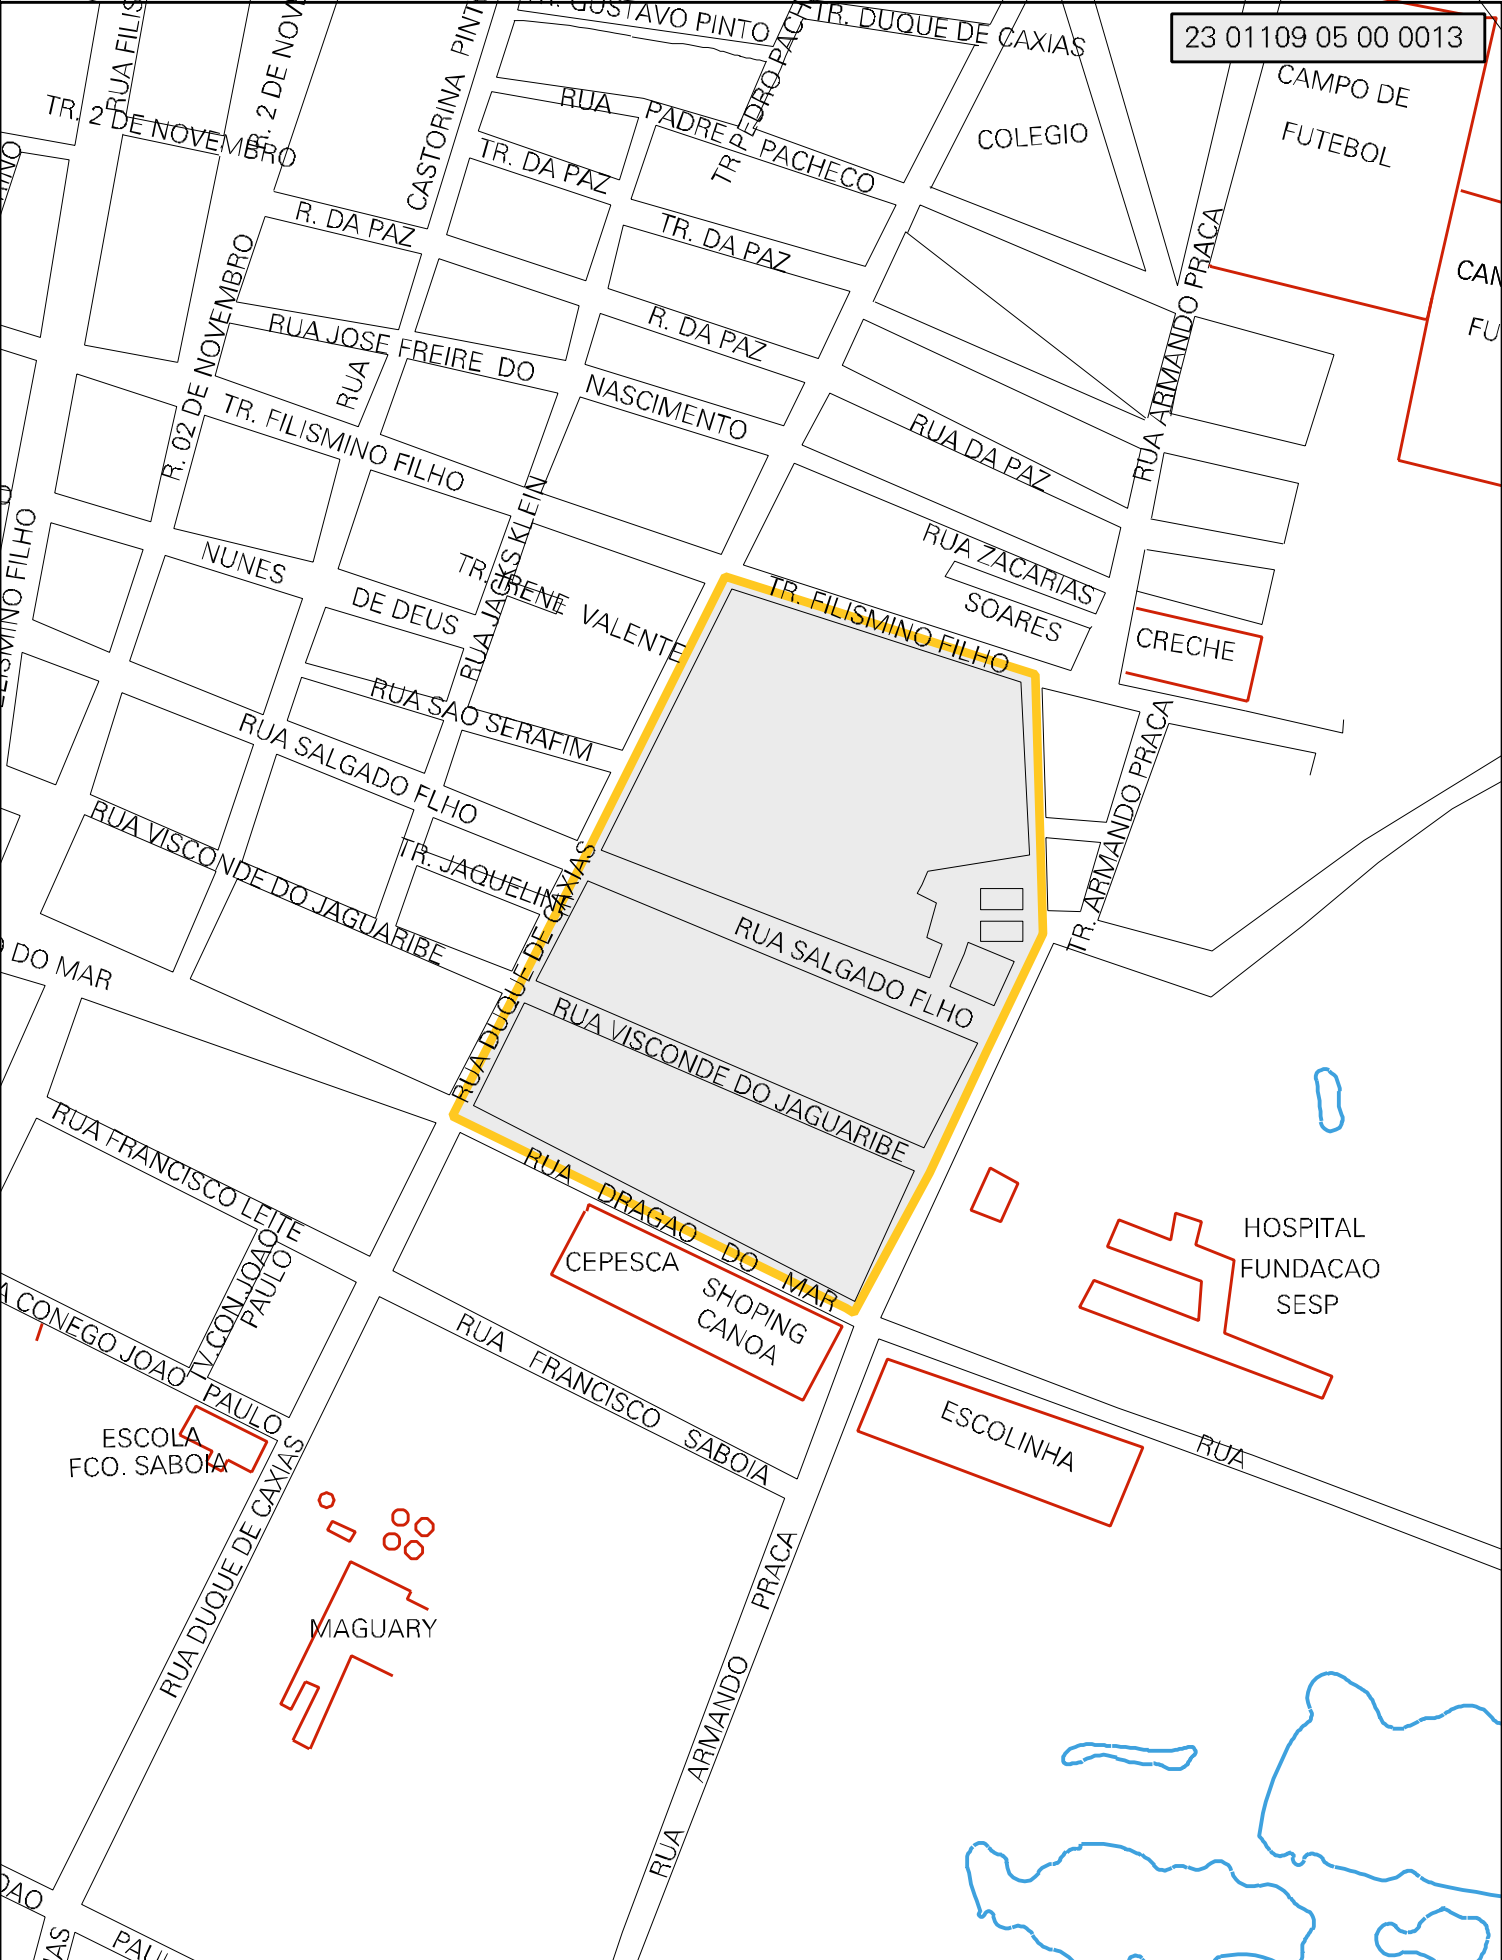 TR. GUSTAVO PINTO
TR. DUQUE DE CAXIAS
23 01109 05 00 0013
CAMPO DE
FUTEBOL
COLEGIO
TR. 2 DE NOVEMBRO
CASTORINA PINTO
RUA PADRE PACHECO
TR. DA PAZ
TR. DA PAZ
R. DA PAZ
R. DA PAZ
R. 02 DE NOVEMBRO
RUA JOSE FREIRE DO
NASCIMENTO
RUA
RUA ARMANDO PRACA
RUA DA PAZ
TR. FILISMINO FILHO
RUA ZACARIAS
SOARES
NUNES
DE DEUS
RUA JACKS KLEIN
TR. IRENE VALENTE
TR. FILISMINO FILHO
CRECHE
RUA SAO SERAFIM
RUA SALGADO FLHO
TR. ARMANDO PRACA
RUA VISCONDE DO JAGUARIBE
TR. JAQUELINE
RUA DUQUE DE CAXIAS
RUA SALGADO FLHO
DO MAR
RUA VISCONDE DO JAGUARIBE
RUA FRANCISCO LEITE
RUA DRAGAO DO MAR
CEPESCA
SHOPING
CANOA
HOSPITAL
FUNDACAO
SESP
TV.CON.JOAO
PAULO
CONEGO JOAO PAULO
RUA FRANCISCO SABOIA
ESCOLINHA
RUA
ESCOLA
FCO. SABOIA
RUA DUQUE DE CAXIAS
MAGUARY
RUA ARMANDO PRACA